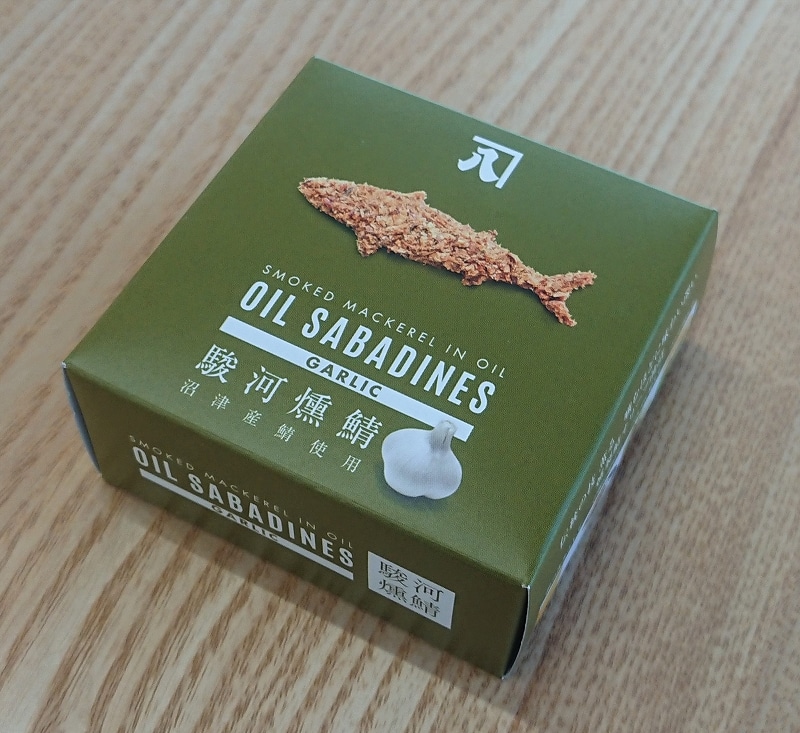 八
SMOKED MACKEREL IN OIL
OIL SABADINES
GARLIC
駿河燻鯖
沼津産鯖使用
SMOKED MACKEREL IN OIL
OIL SABADINES
GARLIC
駿河
燻鯖